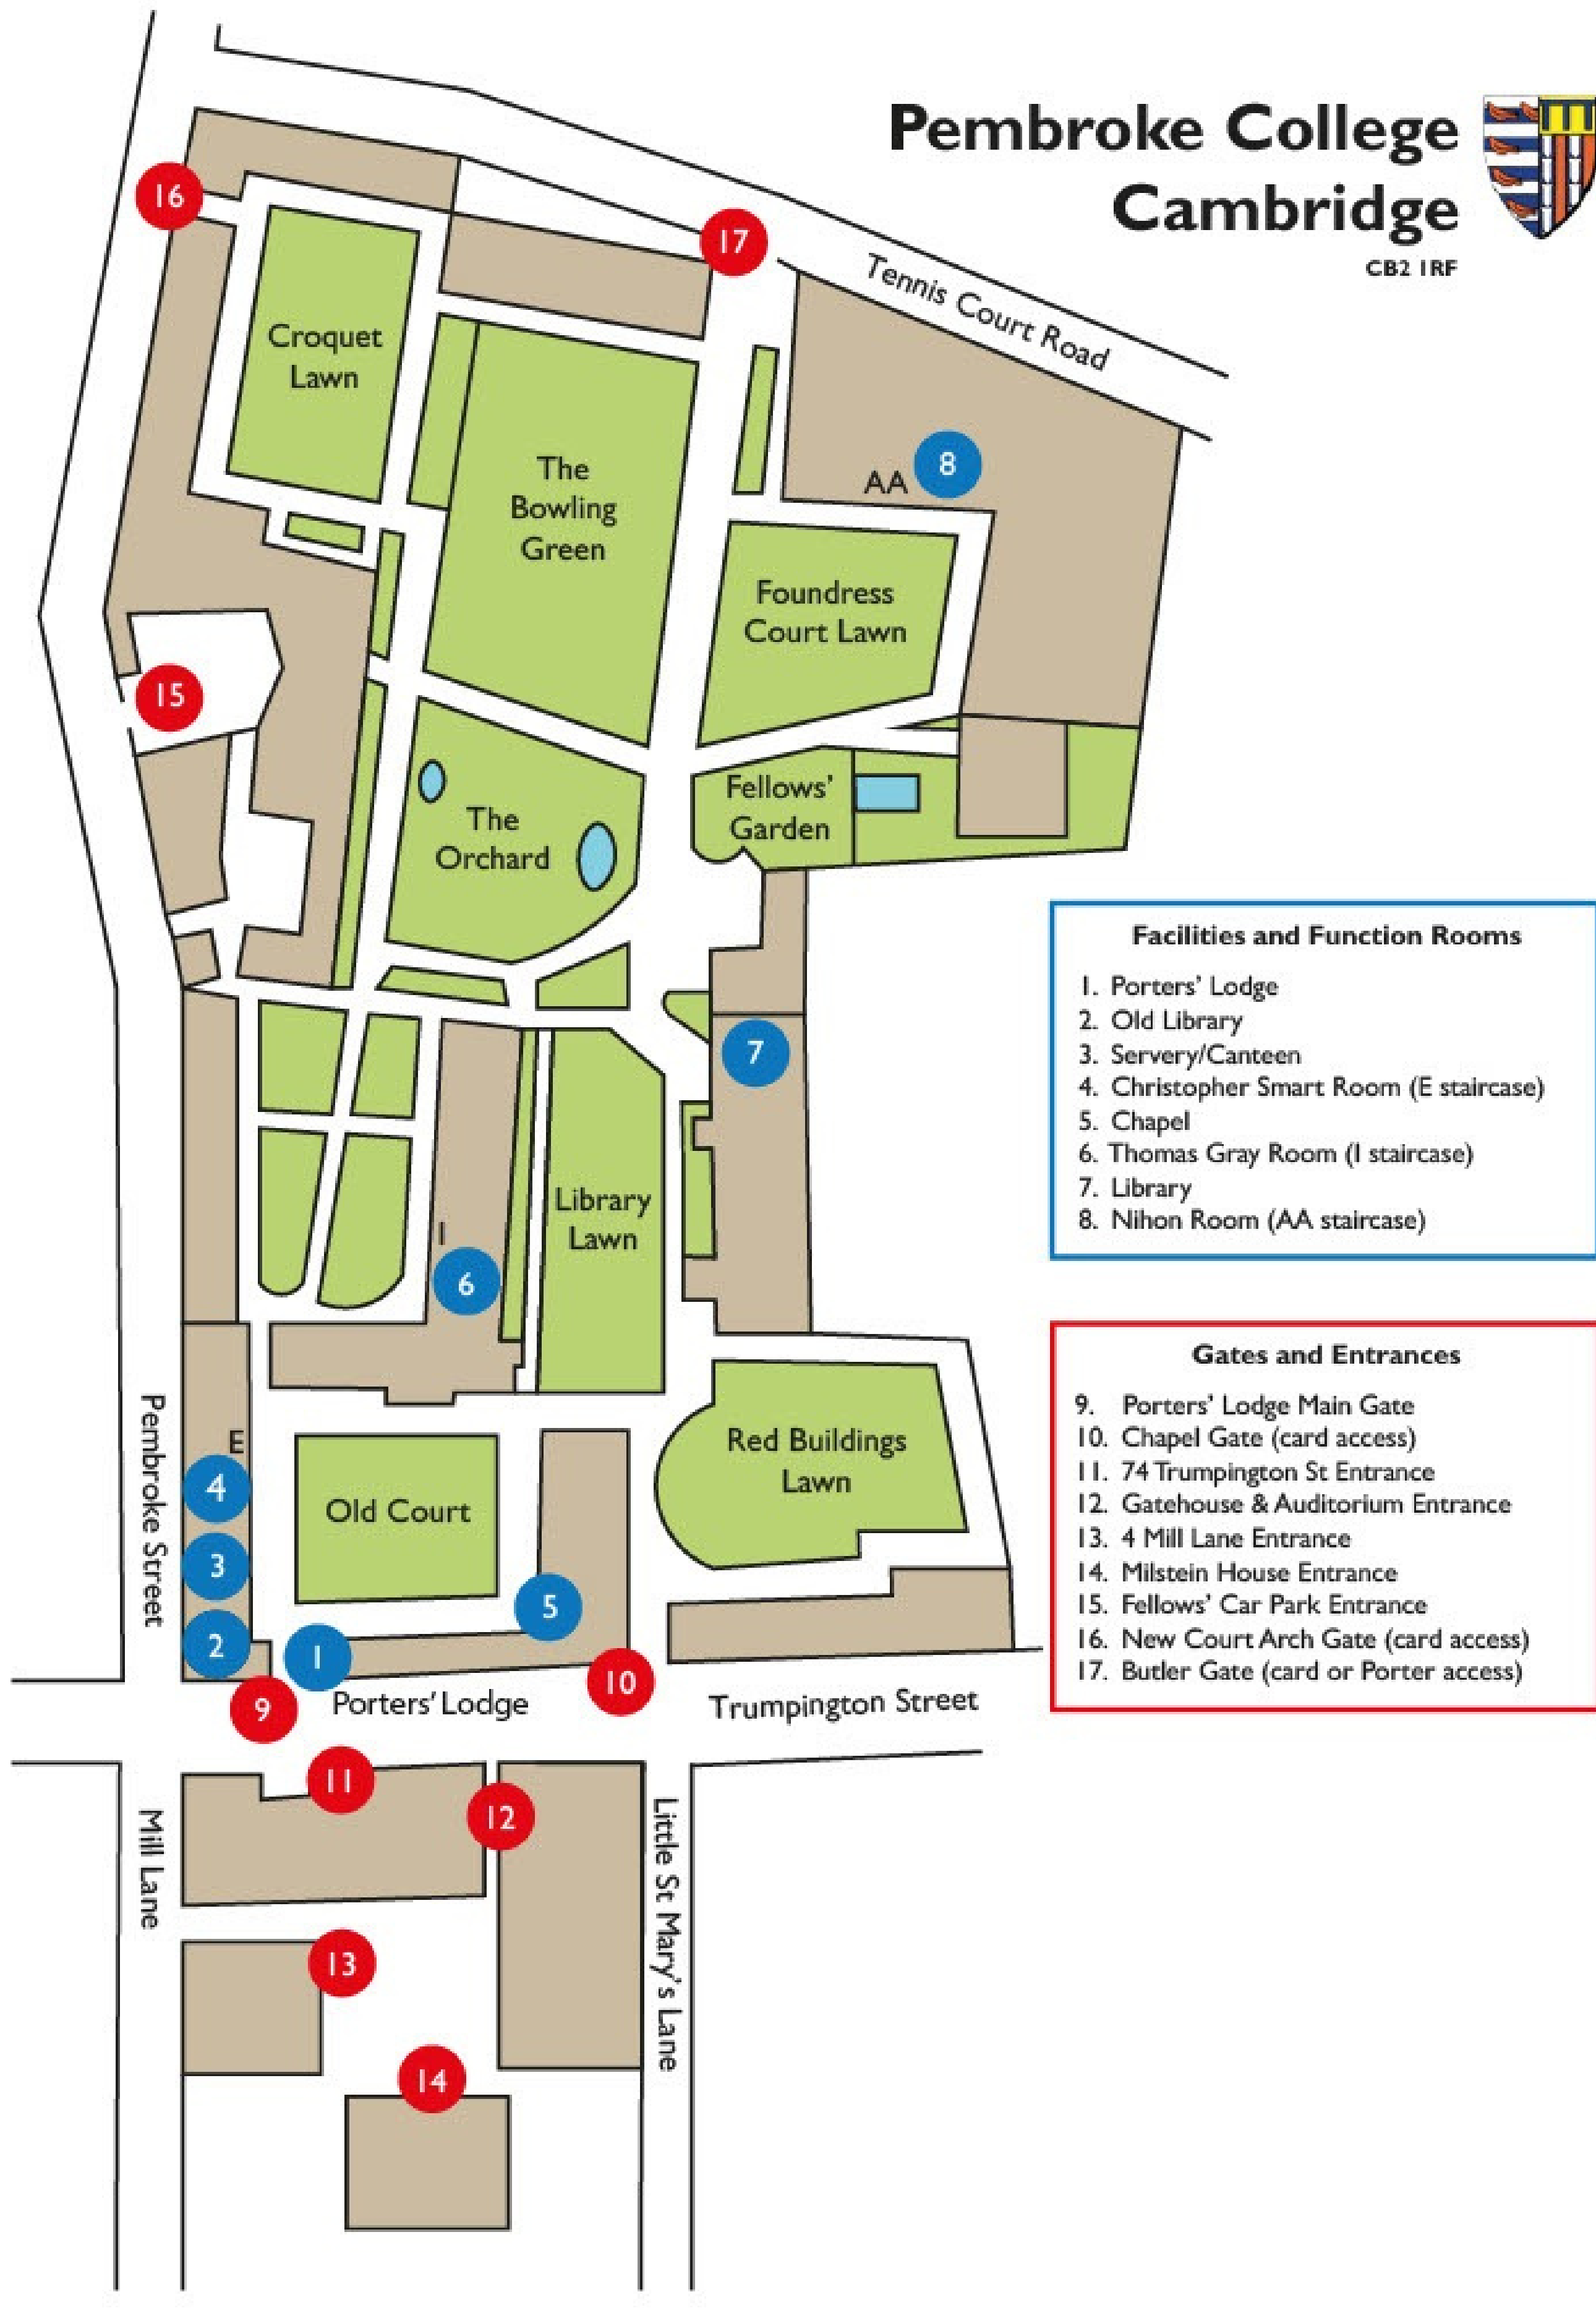 Pembroke College
Cambridge
CB2 1RF
16
17
Tennis Court Road
Croquet
Lawn
The
Bowling
Green
AA
8
Foundress
Court Lawn
15
Fellows'
Garden
The
Orchard
7
Library
Lawn
I
6
Pembroke Street
E
4
3
2
Old Court
Red Buildings
Lawn
5
1
10
9
Porters' Lodge
Trumpington Street
11
12
Mill Lane
Little St Mary's Lane
13
14
Facilities and Function Rooms
1. Porters' Lodge
2. Old Library
3. Servery/Canteen
4. Christopher Smart Room (E staircase)
5. Chapel
6. Thomas Gray Room (I staircase)
7. Library
8. Nihon Room (AA staircase)
Gates and Entrances
9. Porters' Lodge Main Gate
10. Chapel Gate (card access)
11. 74 Trumpington St Entrance
12. Gatehouse & Auditorium Entrance
13. 4 Mill Lane Entrance
14. Milstein House Entrance
15. Fellows' Car Park Entrance
16. New Court Arch Gate (card access)
17. Butler Gate (card or Porter access)